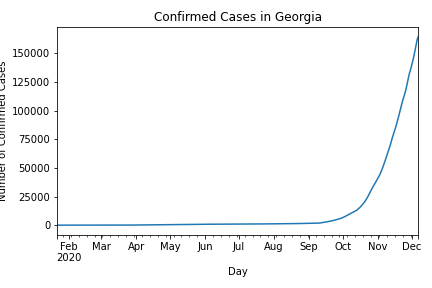 Confirmed Cases in Georgia
Number of Confirmed Cases
150000
125000
100000
75000
50000
25000
0
Feb Mar Apr May Jun Jul Aug Sep Oct Nov Dec
2020
Day